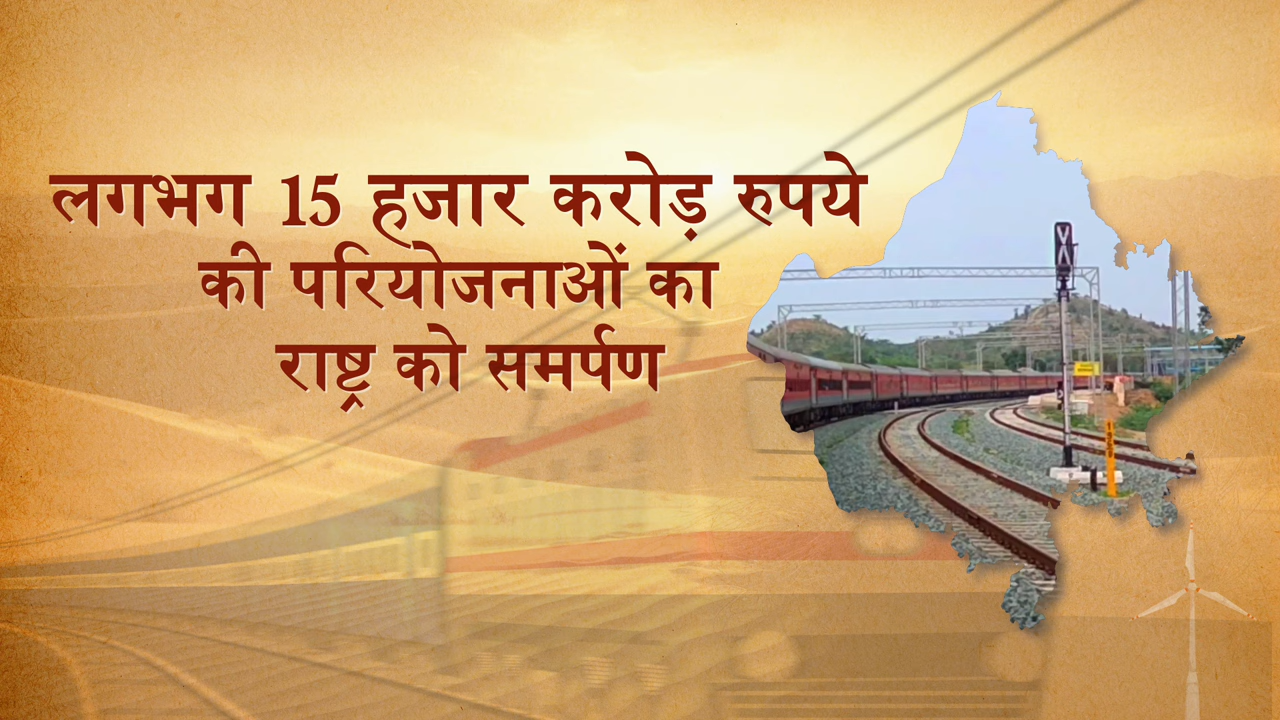 लगभग 15 हजार करोड़ रुपये
की परियोजनाओं का
राष्ट्र को समर्पण